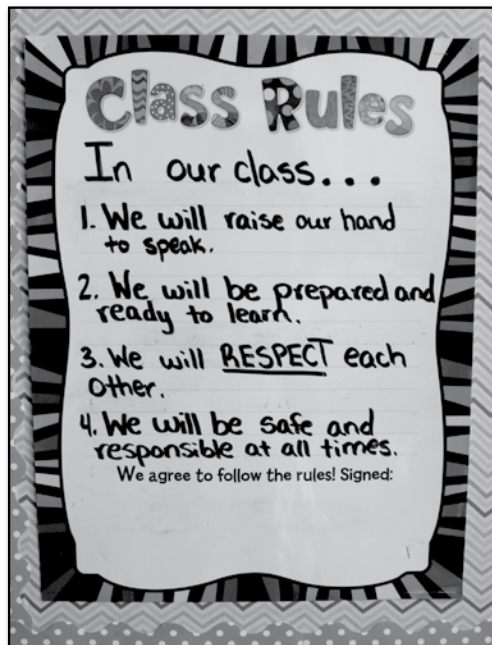 Class Rules
In our class...
1. We will raise our hand
to speak.
2. We will be prepared and
ready to learn.
3. We will RESPECT each
other.
4. We will be safe and
responsible at all times.
We agree to follow the rules! Signed: